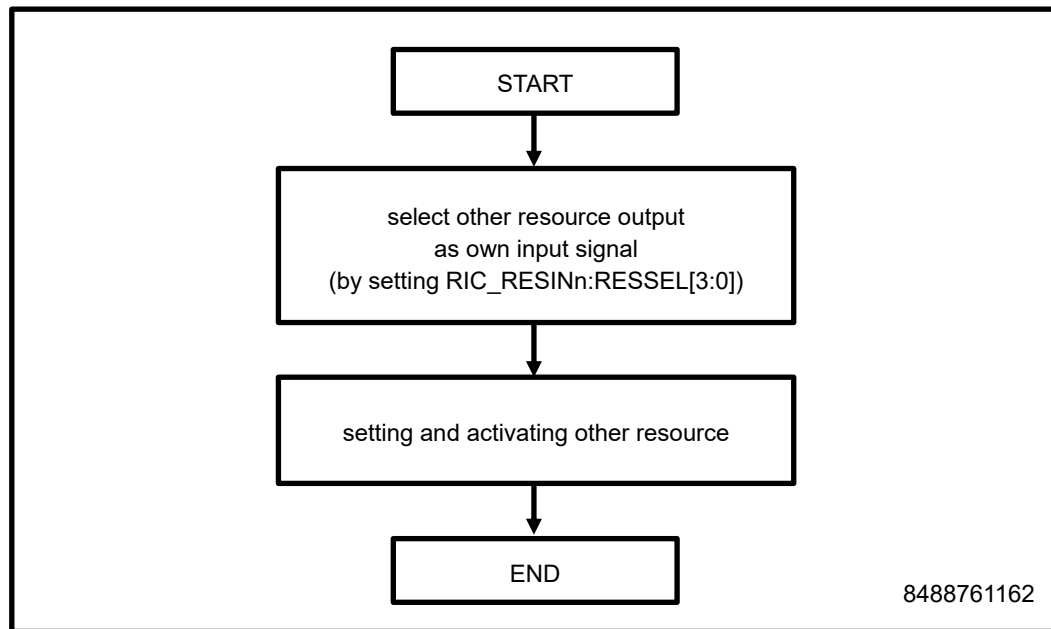 START
select other resource output
as own input signal
(by setting RIC_RESINn:RESSEL[3:0])
setting and activating other resource
END
8488761162